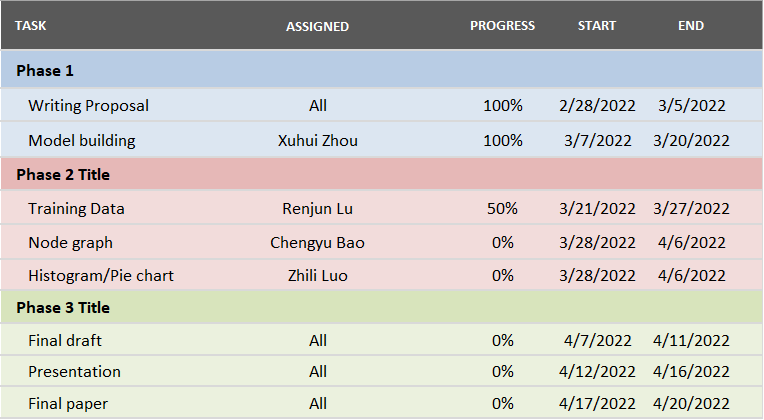 TASK ASSIGNED PROGRESS START END
Phase 1
Writing Proposal All 100% 2/28/2022 3/5/2022
Model building Xuhui Zhou 100% 3/7/2022 3/20/2022
Phase 2 Title
Training Data Renjun Lu 50% 3/21/2022 3/27/2022
Node graph Chengyu Bao 0% 3/28/2022 4/6/2022
Histogram/Pie chart Zhili Luo 0% 3/28/2022 4/6/2022
Phase 3 Title
Final draft All 0% 4/7/2022 4/11/2022
Presentation All 0% 4/12/2022 4/16/2022
Final paper All 0% 4/17/2022 4/20/2022